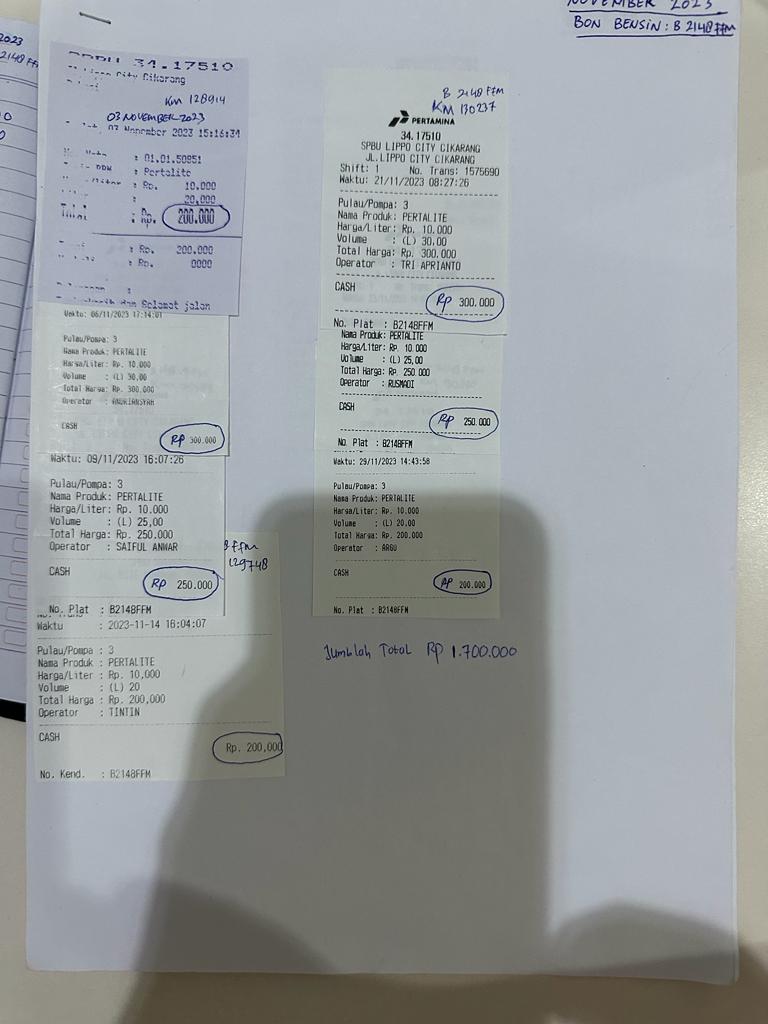 NOVEMBER 2023
BON BENSIN : B 2148 FFM
2023
2148 FFM
34.17510
City Cikarang
KM 128914
03 NOVEMBER 2023
03 November 2023 15:16:34
: 01.01.50851
: Pertalite
: Rp. 10.000
: 20,000
Total : Rp. 200.000
: Rp. 200.000
: Rp. 0000
Selamat jalan
Waktu: 06/11/2023 17:14:01
Pulau/Pompa: 3
Nama Produk: PERTALITE
Harga/Liter: Rp. 10.000
Volume : (L) 30,00
Total Harga: Rp. 300.000
Operator : ANDRIANSYAH
CASH
Rp 300.000
Waktu: 09/11/2023 16:07:26
Pulau/Pompa: 3
Nama Produk: PERTALITE
Harga/Liter: Rp. 10.000
Volume : (L) 25,00
Total Harga: Rp. 250.000
Operator : SAIFUL ANWAR
CASH
Rp 250.000
No. Plat : B2148FFM
8 FFM
129748
Waktu : 2023-11-14 16:04:07
Pulau/Pompa : 3
Nama Produk : PERTALITE
Harga/Liter : Rp. 10,000
Volume : (L) 20
Total Harga : Rp. 200,000
Operator : TINTIN
CASH
Rp. 200,000
No. Kend. : B2148FFM
B 2148 FFM
KM 130237
PERTAMINA
34.17510
SPBU LIPPO CITY CIKARANG
JL.LIPPO CITY CIKARANG
Shift: 1 No. Trans: 1575690
Waktu: 21/11/2023 08:27:26
Pulau/Pompa: 3
Nama Produk: PERTALITE
Harga/Liter: Rp. 10.000
Volume : (L) 30,00
Total Harga: Rp. 300.000
Operator : TRI APRIANTO
CASH
Rp 300.000
No. Plat : B2148FFM
Nama Produk: PERTALITE
Harga/Liter: Rp. 10.000
Volume : (L) 25,00
Total Harga: Rp. 250.000
Operator : RUSMADI
CASH
Rp 250.000
No. Plat : B2148FFM
Waktu: 29/11/2023 14:43:58
Pulau/Pompa: 3
Nama Produk: PERTALITE
Harga/Liter: Rp. 10.000
Volume : (L) 20,00
Total Harga: Rp. 200.000
Operator : ARGO
CASH
Rp 200.000
No. Plat : B2148FFM
Jumblah Total Rp 1.700.000